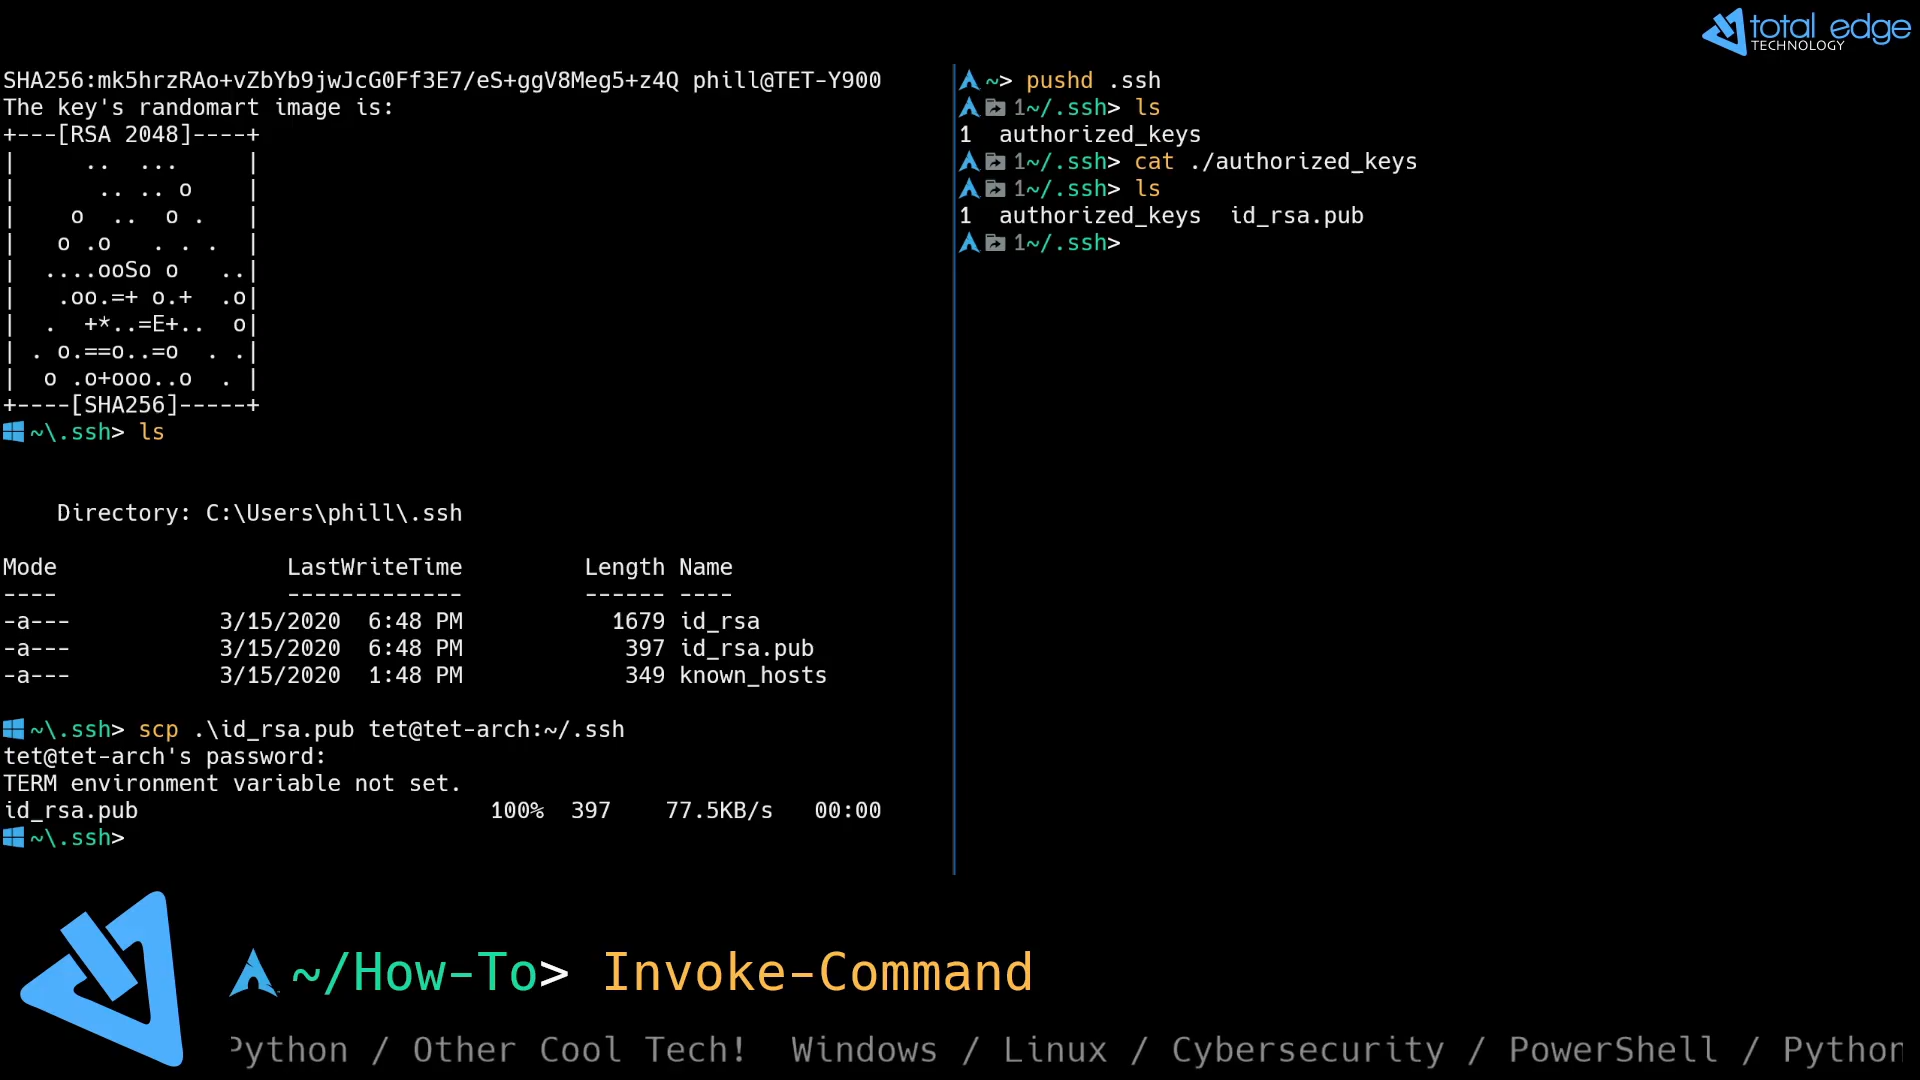 total edge
TECHNOLOGY
SHA256:mk5hrzRAo+vZbYb9jwJcG0Ff3E7/eS+ggV8Meg5+z4Q phill@TET-Y900
The key's randomart image is:
+---[RSA 2048]----+
|     ..  ...     |
|      .. .. o    |
|    o  ..  o .   |
|   o .o   . . .  |
|  ....ooSo o   ..|
|   .oo.=+ o.+  .o|
|  .  +*..=E+..  o|
| . o.==o..=o  . .|
|  o .o+ooo..o  . |
+----[SHA256]-----+
~\.ssh> ls
Directory: C:\Users\phill\.ssh
Mode                 LastWriteTime         Length Name
----                 -------------         ------ ----
-a---           3/15/2020  6:48 PM           1679 id_rsa
-a---           3/15/2020  6:48 PM            397 id_rsa.pub
-a---           3/15/2020  1:48 PM            349 known_hosts
~\.ssh> scp .\id_rsa.pub tet@tet-arch:~/.ssh
tet@tet-arch's password:
TERM environment variable not set.
id_rsa.pub                          100%  397    77.5KB/s   00:00
~\.ssh>
~> pushd .ssh
1~/.ssh> ls
1  authorized_keys
1~/.ssh> cat ./authorized_keys
1~/.ssh> ls
1  authorized_keys  id_rsa.pub
1~/.ssh>
~/How-To> Invoke-Command
Python / Other Cool Tech!  Windows / Linux / Cybersecurity / PowerShell / Python